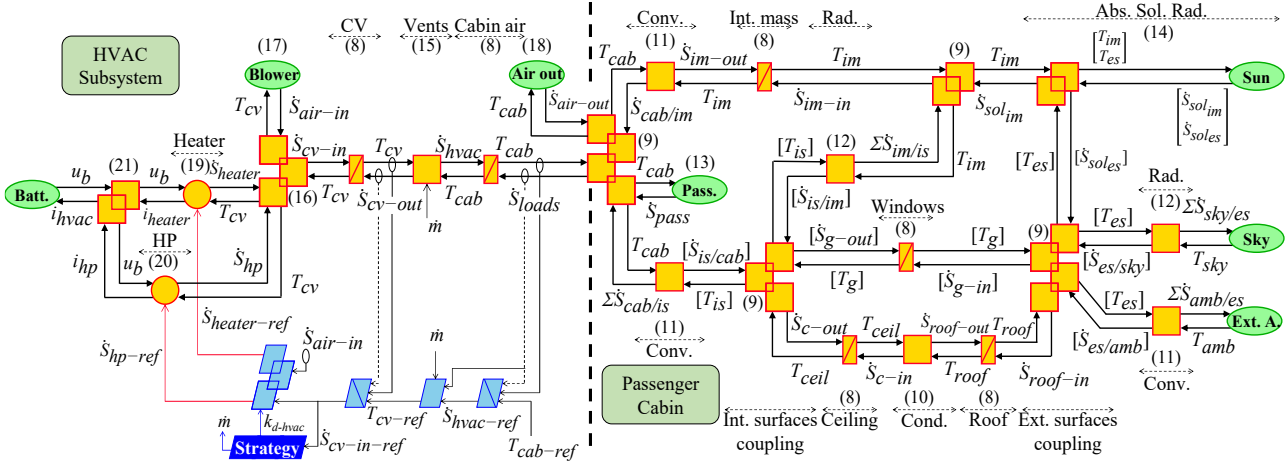 HVAC
Subsystem
CV
(8)
Vents
(15)
Cabin air
(8)
(17)
Blower
(18)
Air out
T_cv
Ṡ_air−in
T_cab
Ṡ_air−out
Heater
(19)
(21)
Batt.
u_b
i_hvac
u_b
i_heater
Ṡ_heater
T_cv
(16)
Ṡ_cv−in
T_cv
T_cv
Ṡ_cv−out
Ṡ_hvac
T_cab
ṁ
T_cab
Ṡ_loads
HP
(20)
i_hp
u_b
Ṡ_hp
T_cv
Ṡ_heater−ref
Ṡ_hp−ref
Ṡ_air−in
ṁ
k_d-hvac
T_cv−ref
Ṡ_hvac−ref
T_cab−ref
Ṡ_cv−in−ref
ṁ
Strategy
Conv.
(11)
Int. mass
(8)
Rad.
Abs. Sol. Rad.
(14)
T_cab
Ṡ_im−out
T_im
(9)
T_im
[T_im
T_es]
Sun
Ṡ_cab/im
T_im
Ṡ_im−in
Ṡ_sol_im
[Ṡ_sol_im
Ṡ_sol_es]
(9)
(12)
[T_is]
ΣṠ_im/is
T_im
[Ṡ_is/im]
[T_es]
[Ṡ_sol_es]
T_cab
(13)
Pass.
Ṡ_pass
Rad.
(12)
Windows
(8)
T_cab
[Ṡ_is/cab]
[Ṡ_g−out]
[T_g]
(9)
[T_es]
ΣṠ_sky/es
Sky
ΣṠ_cab/is
[T_is]
(9)
[T_g]
[Ṡ_g−in]
[Ṡ_es/sky]
T_sky
[T_es]
ΣṠ_amb/es
Ext. A.
[Ṡ_es/amb]
T_amb
(11)
Conv.
Ṡ_c−out
T_ceil
Ṡ_roof−out
T_roof
T_ceil
Ṡ_c−in
T_roof
Ṡ_roof−in
(11)
Conv.
Passenger
Cabin
Int. surfaces
coupling
(8)
Ceiling
(10)
Cond.
(8)
Roof
Ext. surfaces
coupling